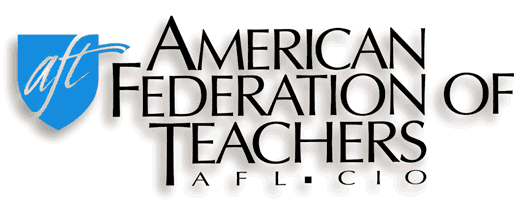 aft
AMERICAN
FEDERATION OF
TEACHERS
AFL▪CIO